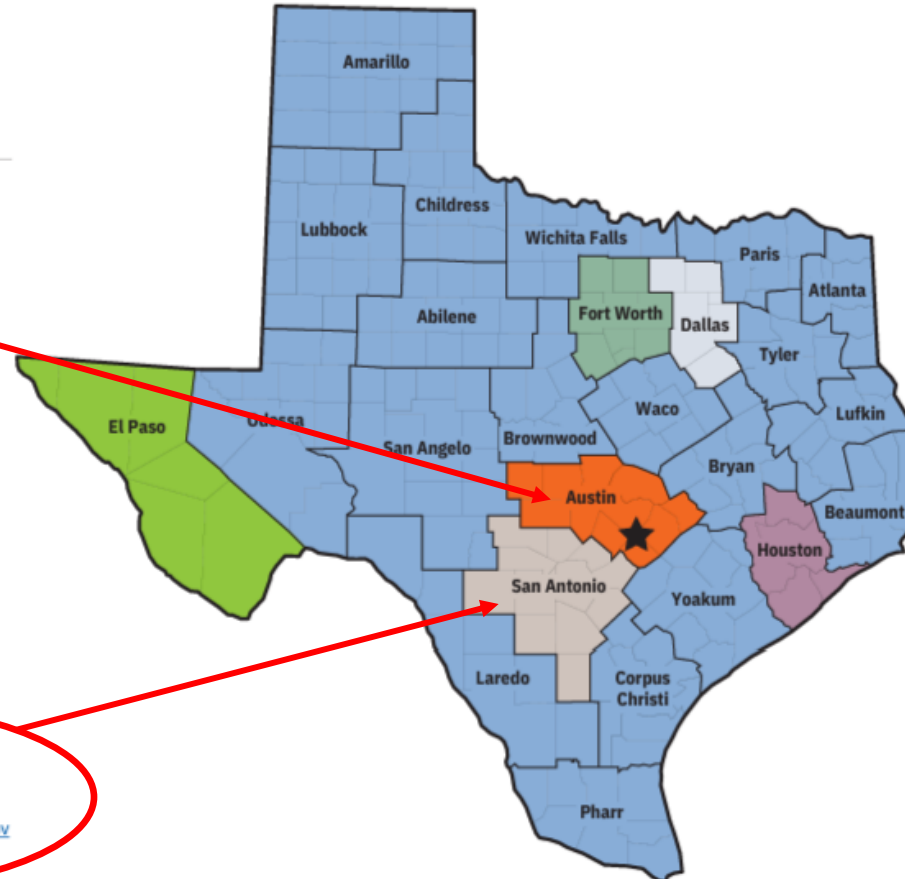 Amarillo
Childress
Lubbock
Wichita Falls
Paris
Atlanta
Abilene
Fort Worth
Dallas
Tyler
El Paso
Odessa
San Angelo
Brownwood
Waco
Lufkin
Bryan
Austin
Beaumont
Houston
San Antonio
Yoakum
Laredo
Corpus
Christi
Pharr